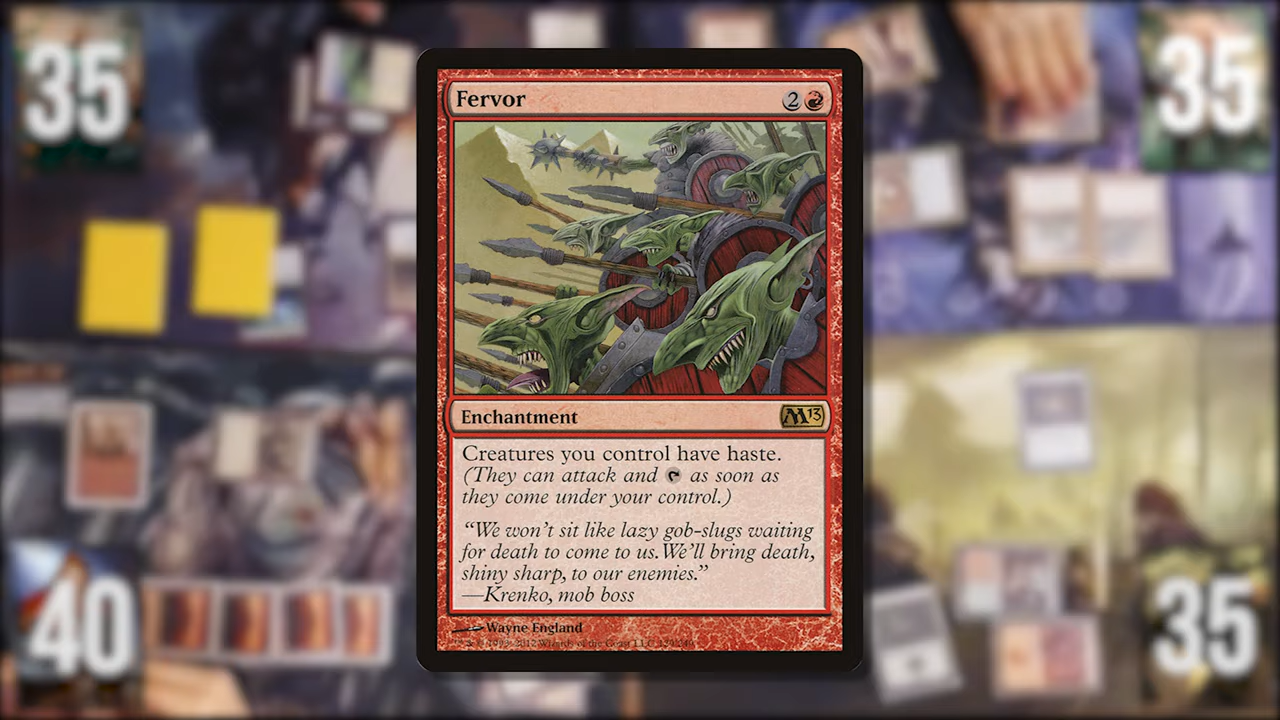 35
35
Fervor 2
Enchantment M13
Creatures you control have haste.
(They can attack and as soon as
they come under your control.)
“We won’t sit like lazy gob-slugs waiting
for death to come to us. We’ll bring death,
shiny sharp, to our enemies.”
—Krenko, mob boss
Wayne England
40
35